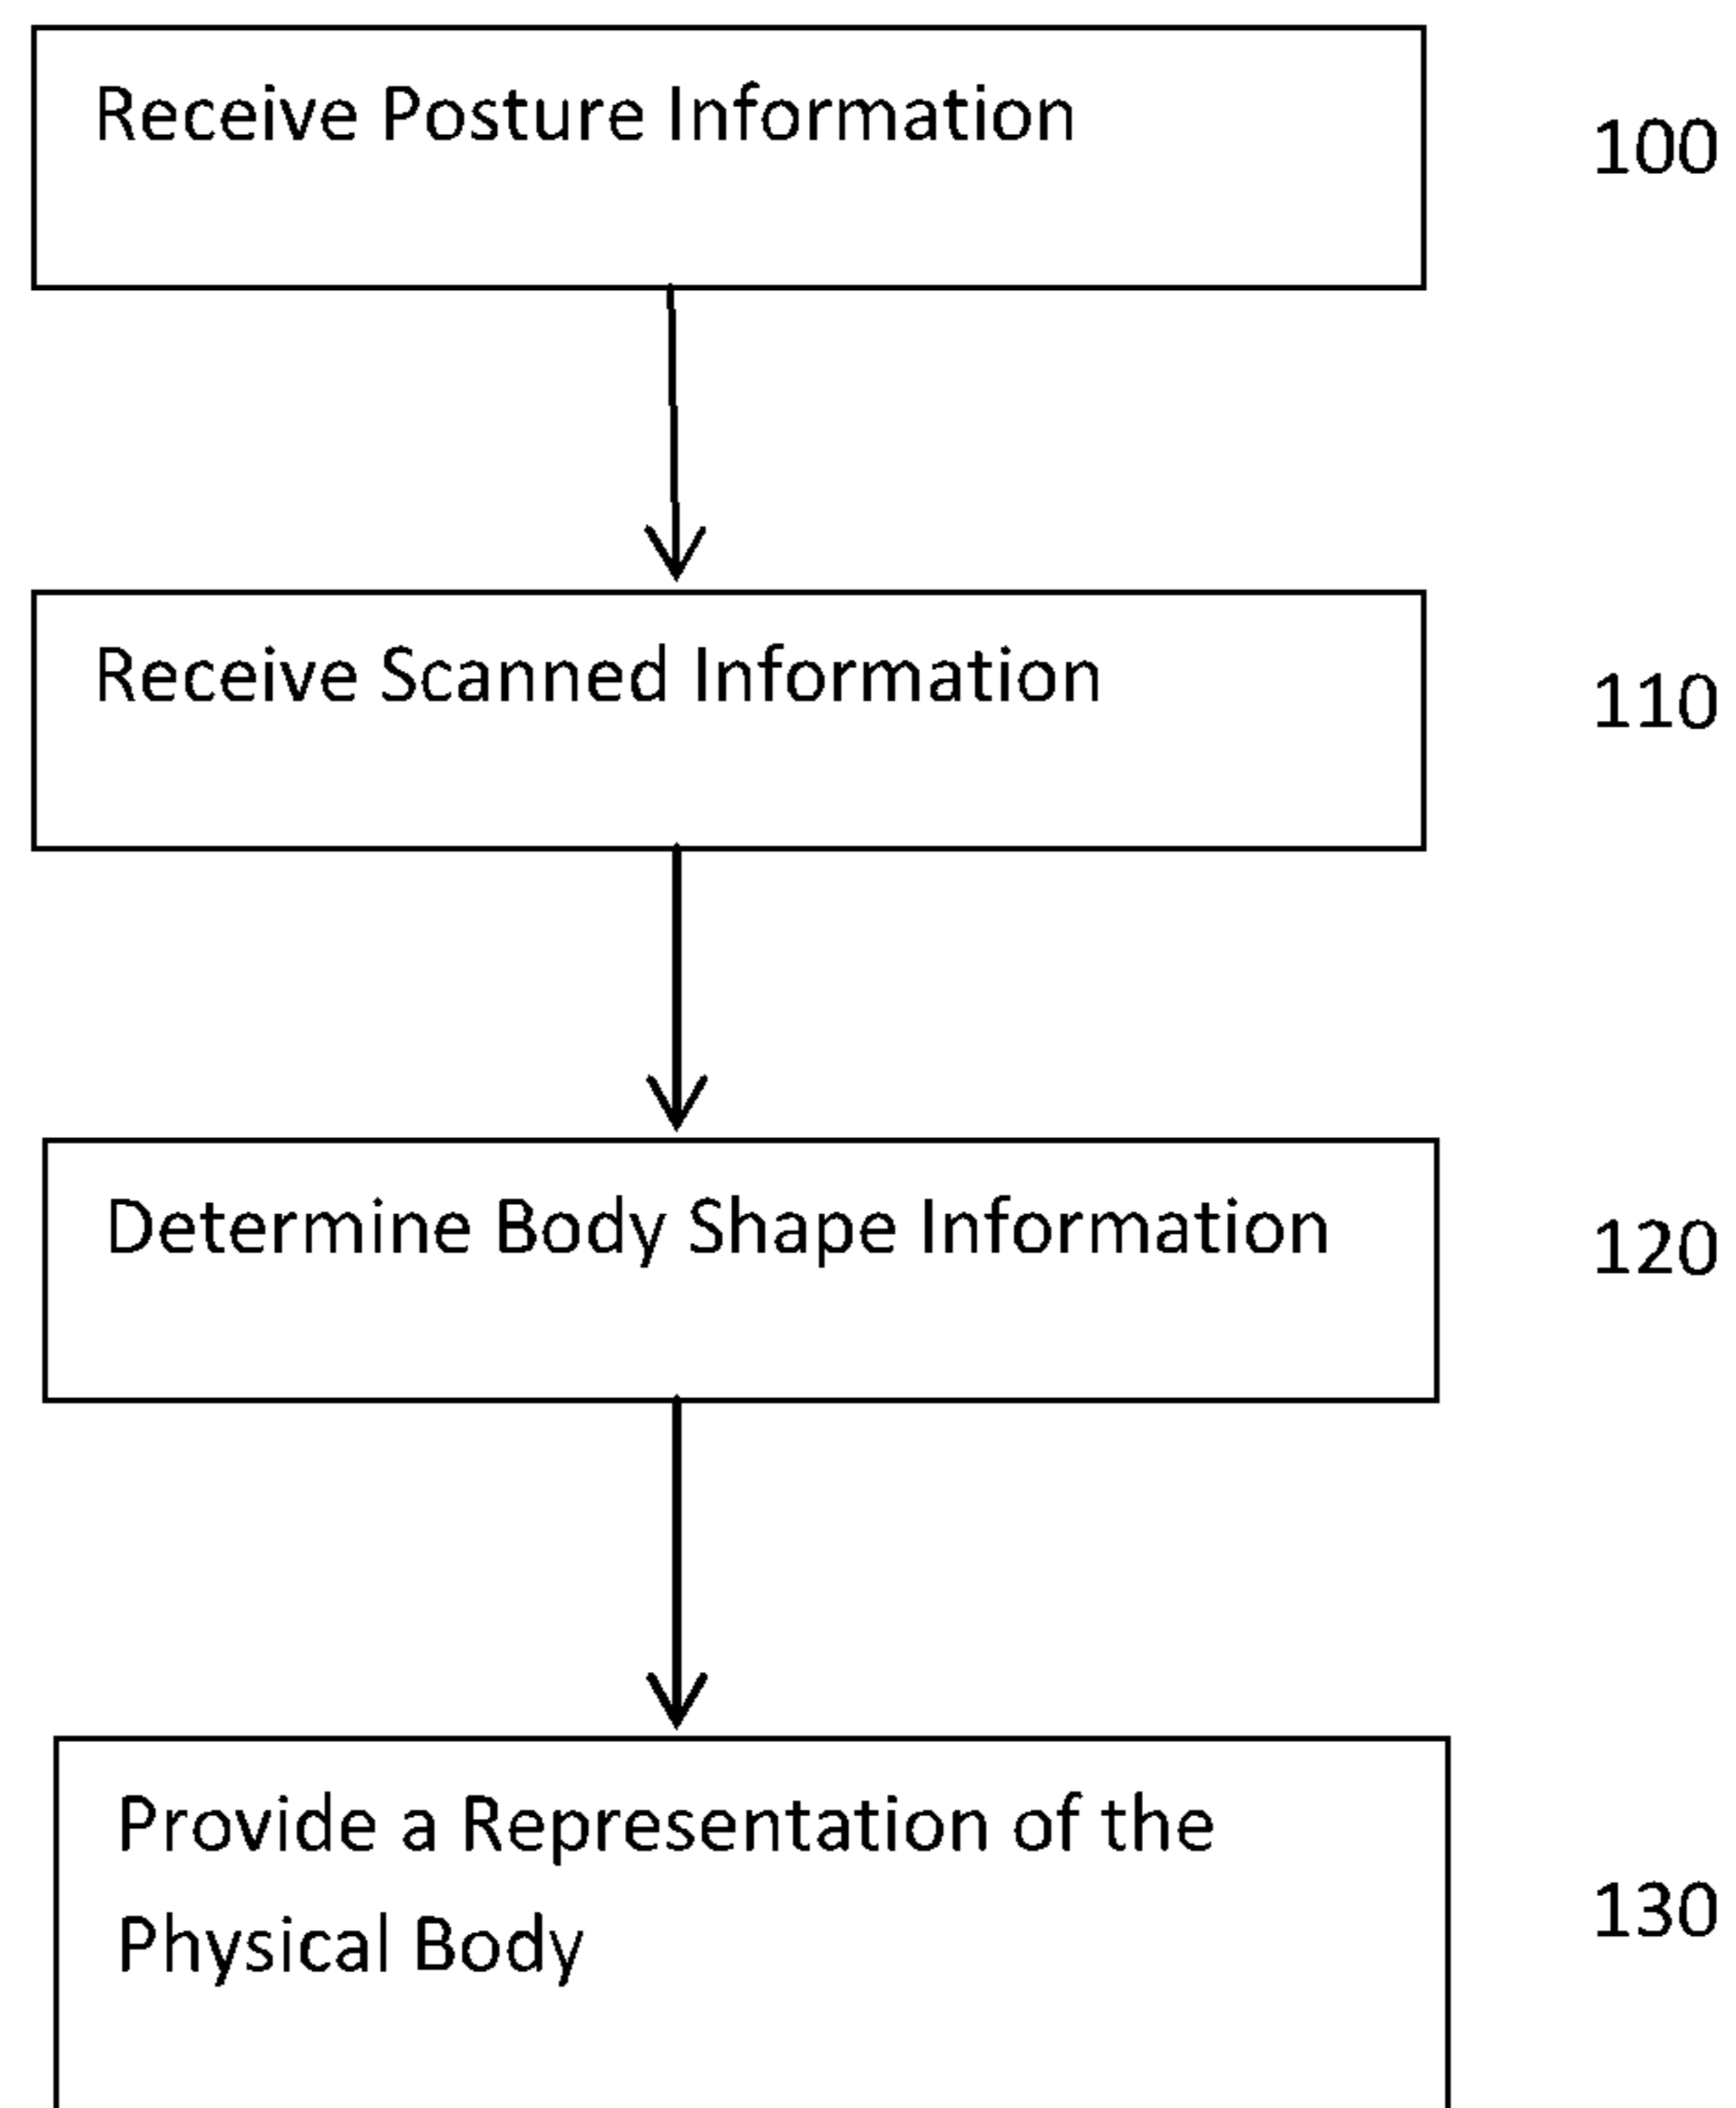 Receive Posture Information
100
Receive Scanned Information
110
Determine Body Shape Information
120
Provide a Representation of the
Physical Body
130